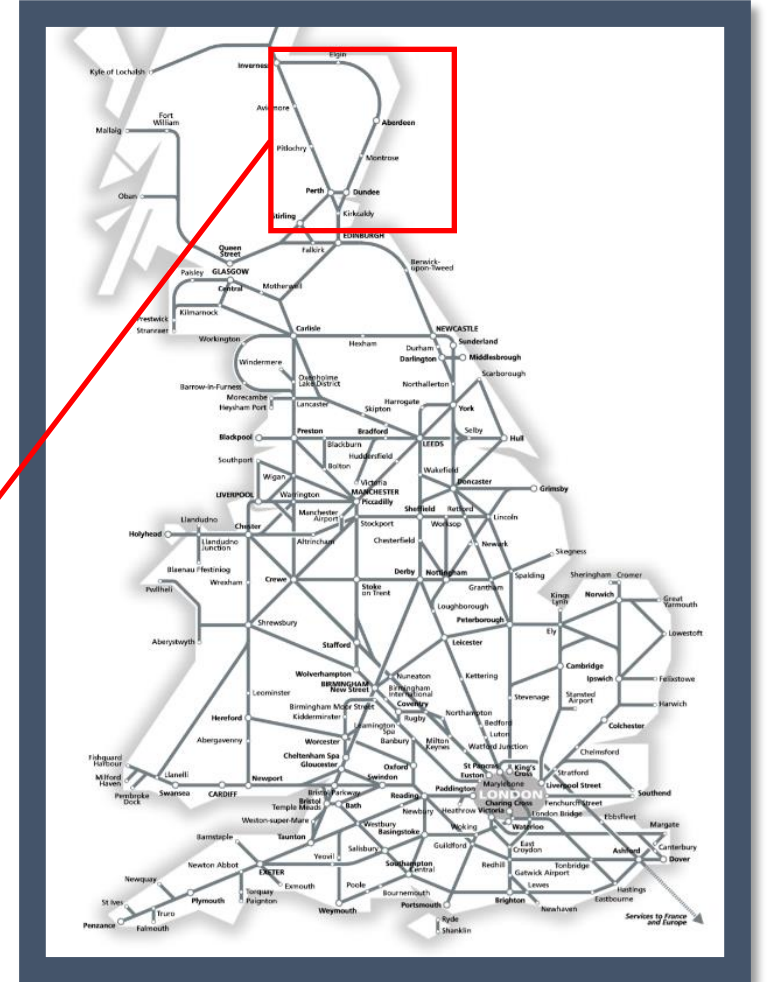 Elgin
Inverness
Kyle of Lochalsh
Aviemore
Fort
William
Mallaig
Aberdeen
Pitlochry
Montrose
Perth
Dundee
Oban
Stirling
Kirkcaldy
EDINBURGH
Queen
Street
Falkirk
Berwick-
upon-Tweed
Paisley
GLASGOW
Central
Motherwell
Prestwick
Kilmarnock
Stranraer
Carlisle
NEWCASTLE
Workington
Hexham
Sunderland
Durham
Darlington
Middlesbrough
Windermere
Oxenholme
Lake District
Scarborough
Barrow-in-Furness
Northallerton
Morecambe
Heysham Port
Lancaster
Harrogate
York
Skipton
Blackpool
Preston
Bradford
LEEDS
Selby
Hull
Blackburn
Huddersfield
Southport
Bolton
Wakefield
Wigan
Victoria
MANCHESTER
Piccadilly
Doncaster
Grimsby
LIVERPOOL
Warrington
Sheffield
Retford
Manchester
Airport
Stockport
Worksop
Lincoln
Llandudno
Holyhead
Chester
Llandudno
Junction
Altrincham
Chesterfield
Newark
Skegness
Blaenau Ffestiniog
Wrexham
Crewe
Stoke
on Trent
Derby
Nottingham
Grantham
Spalding
Sheringham
Cromer
Pwllheli
Kings
Lynn
Norwich
Great
Yarmouth
Loughborough
Shrewsbury
Peterborough
Ely
Lowestoft
Aberystwyth
Stafford
Leicester
Wolverhampton
Nuneaton
Kettering
Cambridge
BIRMINGHAM
New Street
Birmingham
International
Ipswich
Felixstowe
Leominster
Coventry
Stevenage
Stansted
Airport
Birmingham Moor Street
Rugby
Northampton
Harwich
Hereford
Kidderminster
Leamington
Spa
Bedford
Colchester
Worcester
Banbury
Milton
Keynes
Luton
Abergavenny
Watford Junction
Chelmsford
Cheltenham Spa
Gloucester
Oxford
St Pancras
King's
Cross
Euston
Stratford
Fishguard
Harbour
Llanelli
Newport
Swindon
Marylebone
Liverpool Street
Milford
Haven
Swansea
CARDIFF
Bristol Parkway
Reading
Paddington
LONDON
Southend
Pembroke
Dock
Bristol
Temple Meads
Bath
Newbury
Heathrow
Victoria
Charing Cross
Fenchurch Street
London Bridge
Ebbsfleet
Weston-super-Mare
Westbury
Basingstoke
Woking
Waterloo
Margate
Barnstaple
Taunton
Salisbury
Guildford
East
Croydon
Canterbury
Yeovil
Redhill
Tonbridge
Ashford
Dover
Newton Abbot
EXETER
Southampton
Central
Gatwick Airport
Newquay
Exmouth
Poole
Bournemouth
Lewes
Hastings
Torquay
Paignton
Eastbourne
St Ives
Plymouth
Weymouth
Portsmouth
Brighton
Newhaven
Truro
Penzance
Falmouth
Ryde
Shanklin
Services to France
and Europe